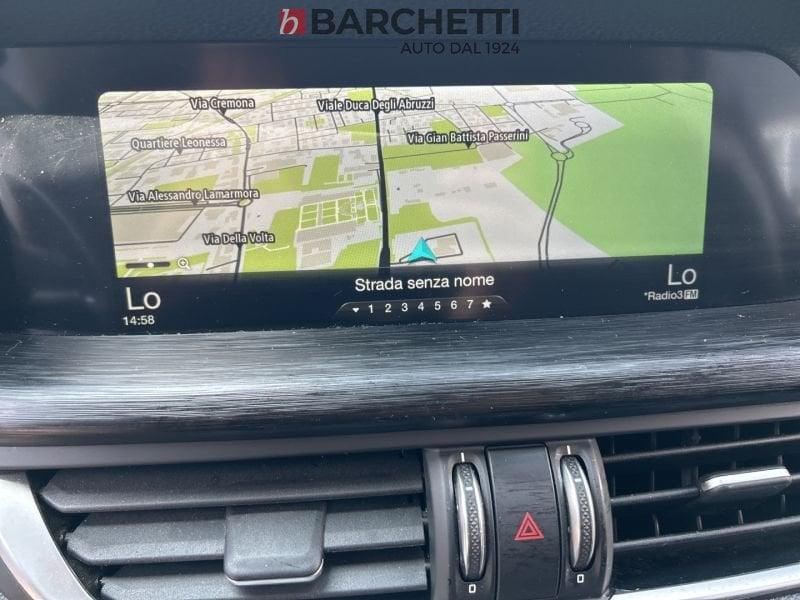 b BARCHETTI
AUTO DAL 1924
Via Cremona
Viale Duca Degli Abruzzi
Via Gian Battista Passerini
Quartiere Leonessa
Via Alessandro Lamarmora
Via Della Volta
Strada senza nome
Lo
Lo
14:58
*Radio3 FM
1 2 3 4 5 6 7
0
0